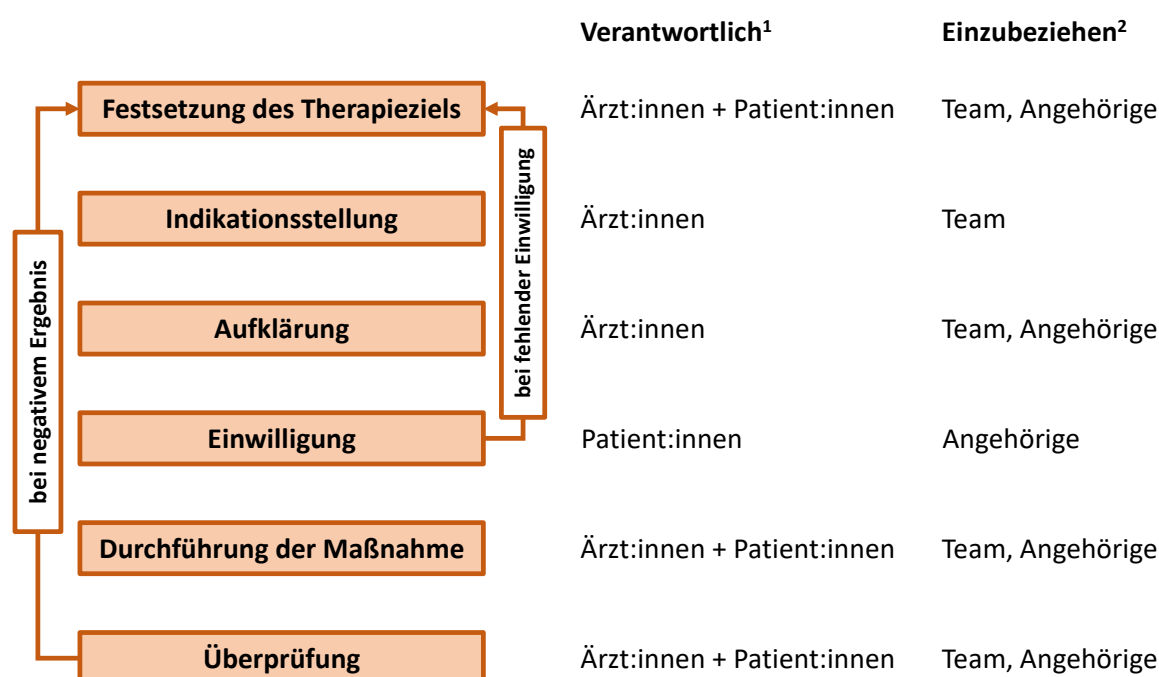 Verantwortlich¹ Einzubeziehen²
Festsetzung des Therapieziels Ärzt:innen + Patient:innen Team, Angehörige
Indikationsstellung Ärzt:innen Team
Aufklärung Ärzt:innen Team, Angehörige
Einwilligung Patient:innen Angehörige
Durchführung der Maßnahme Ärzt:innen + Patient:innen Team, Angehörige
Überprüfung Ärzt:innen + Patient:innen Team, Angehörige
bei negativem Ergebnis
bei fehlender Einwilligung